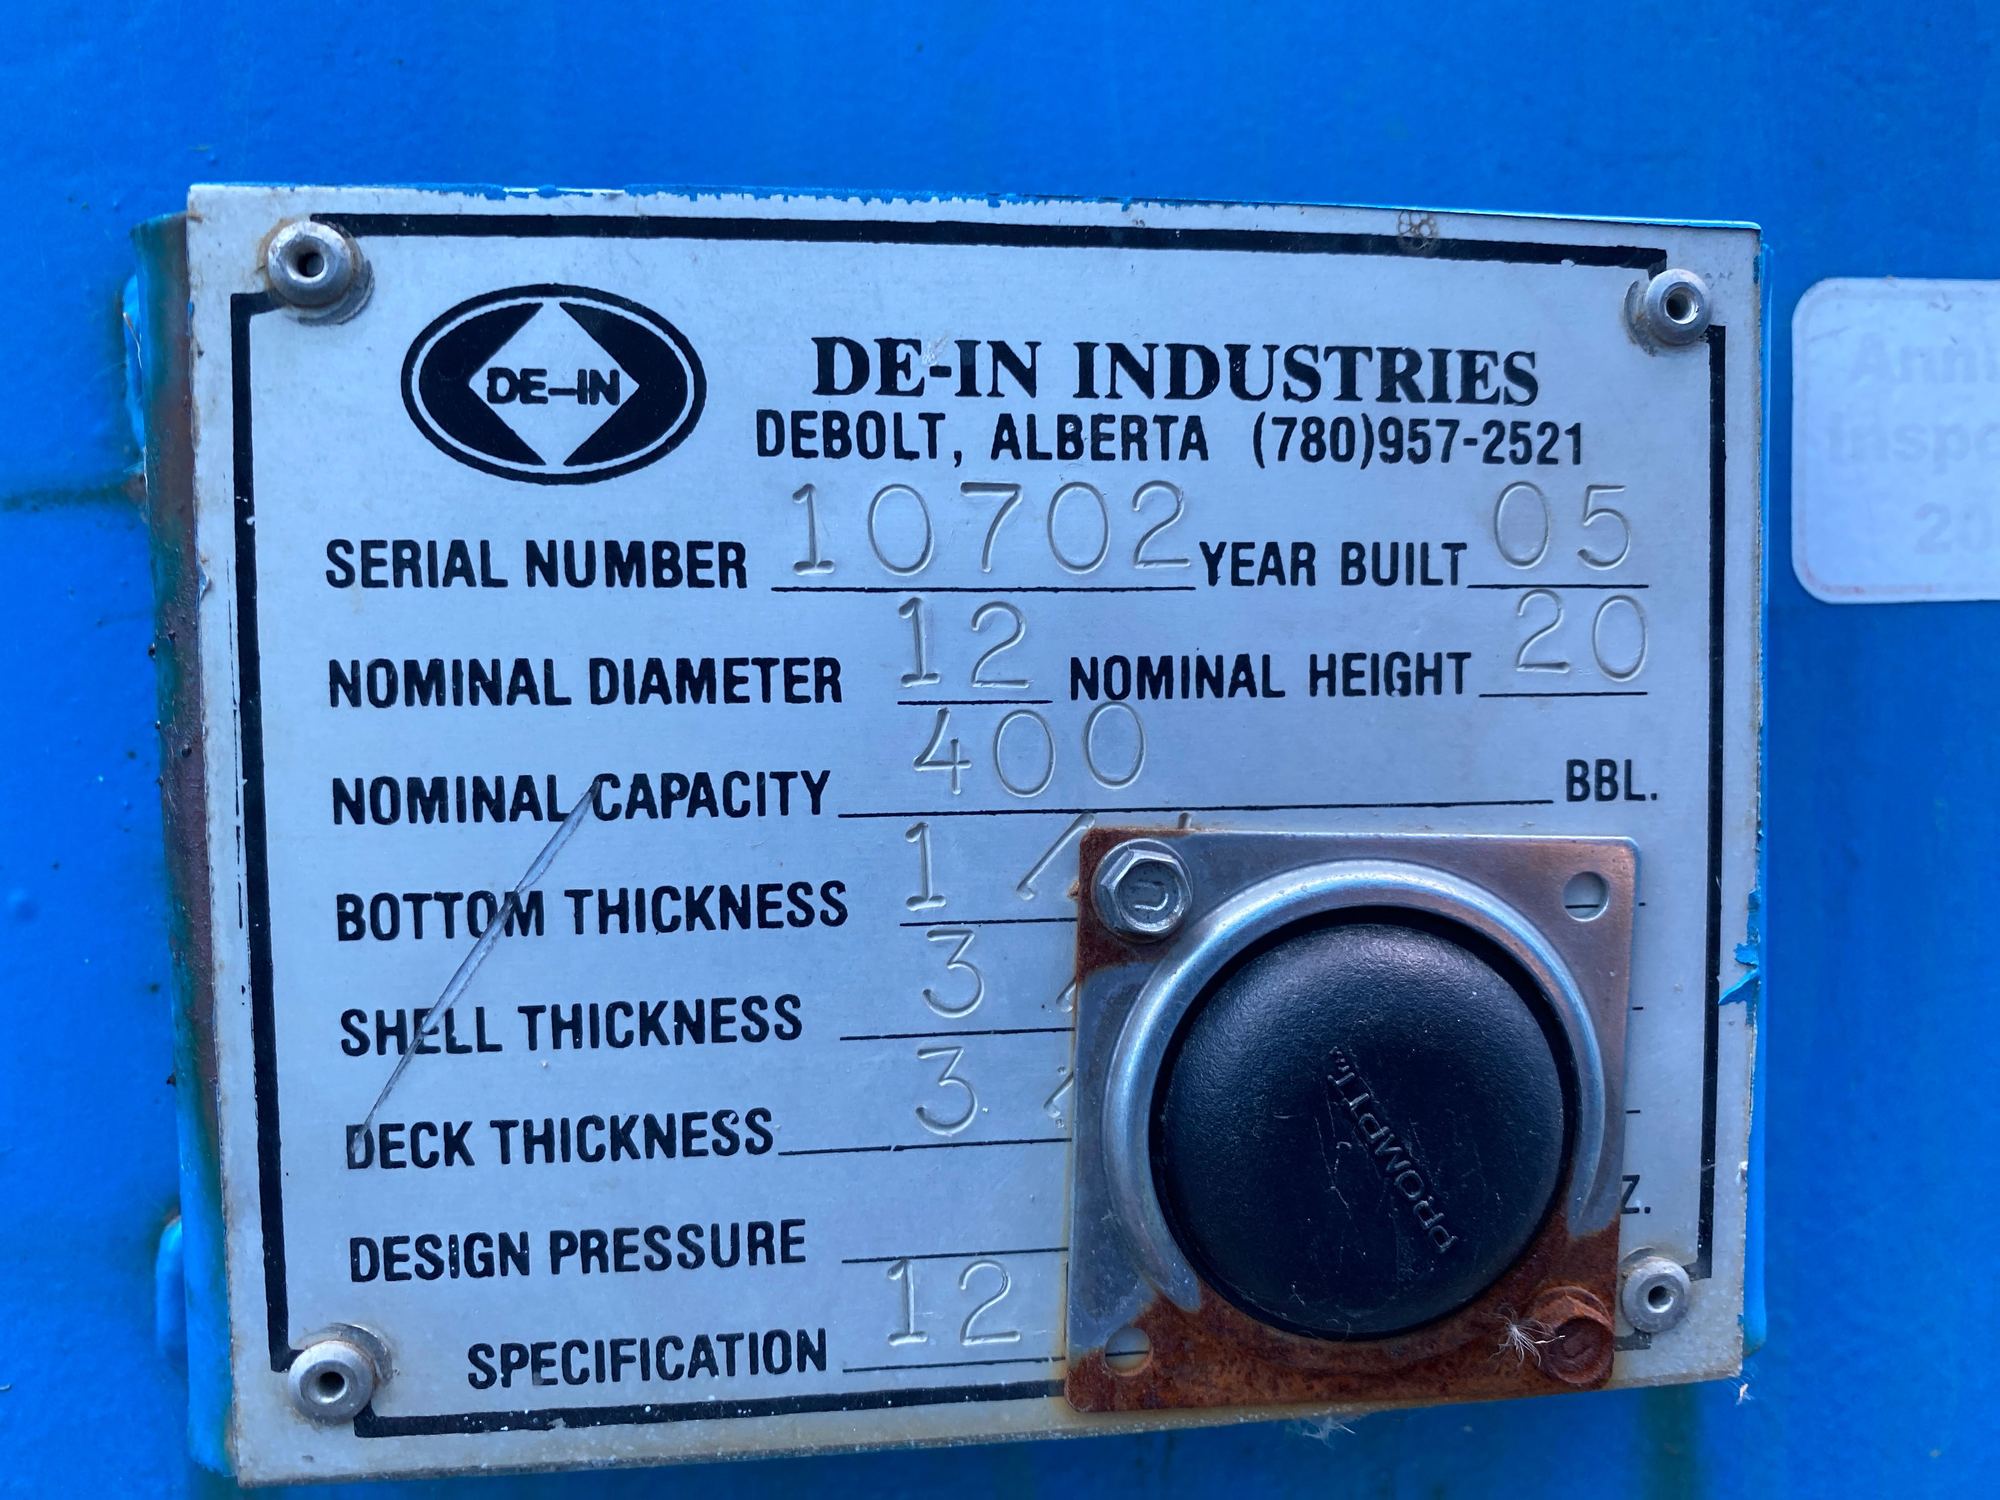 DE-IN
DE-IN INDUSTRIES
DEBOLT, ALBERTA (780)957-2521
SERIAL NUMBER 10702 YEAR BUILT 05
NOMINAL DIAMETER 12 NOMINAL HEIGHT 20
NOMINAL CAPACITY 400 BBL.
BOTTOM THICKNESS 1/
SHELL THICKNESS 3
DECK THICKNESS 3
DESIGN PRESSURE
SPECIFICATION 12
PROMPT